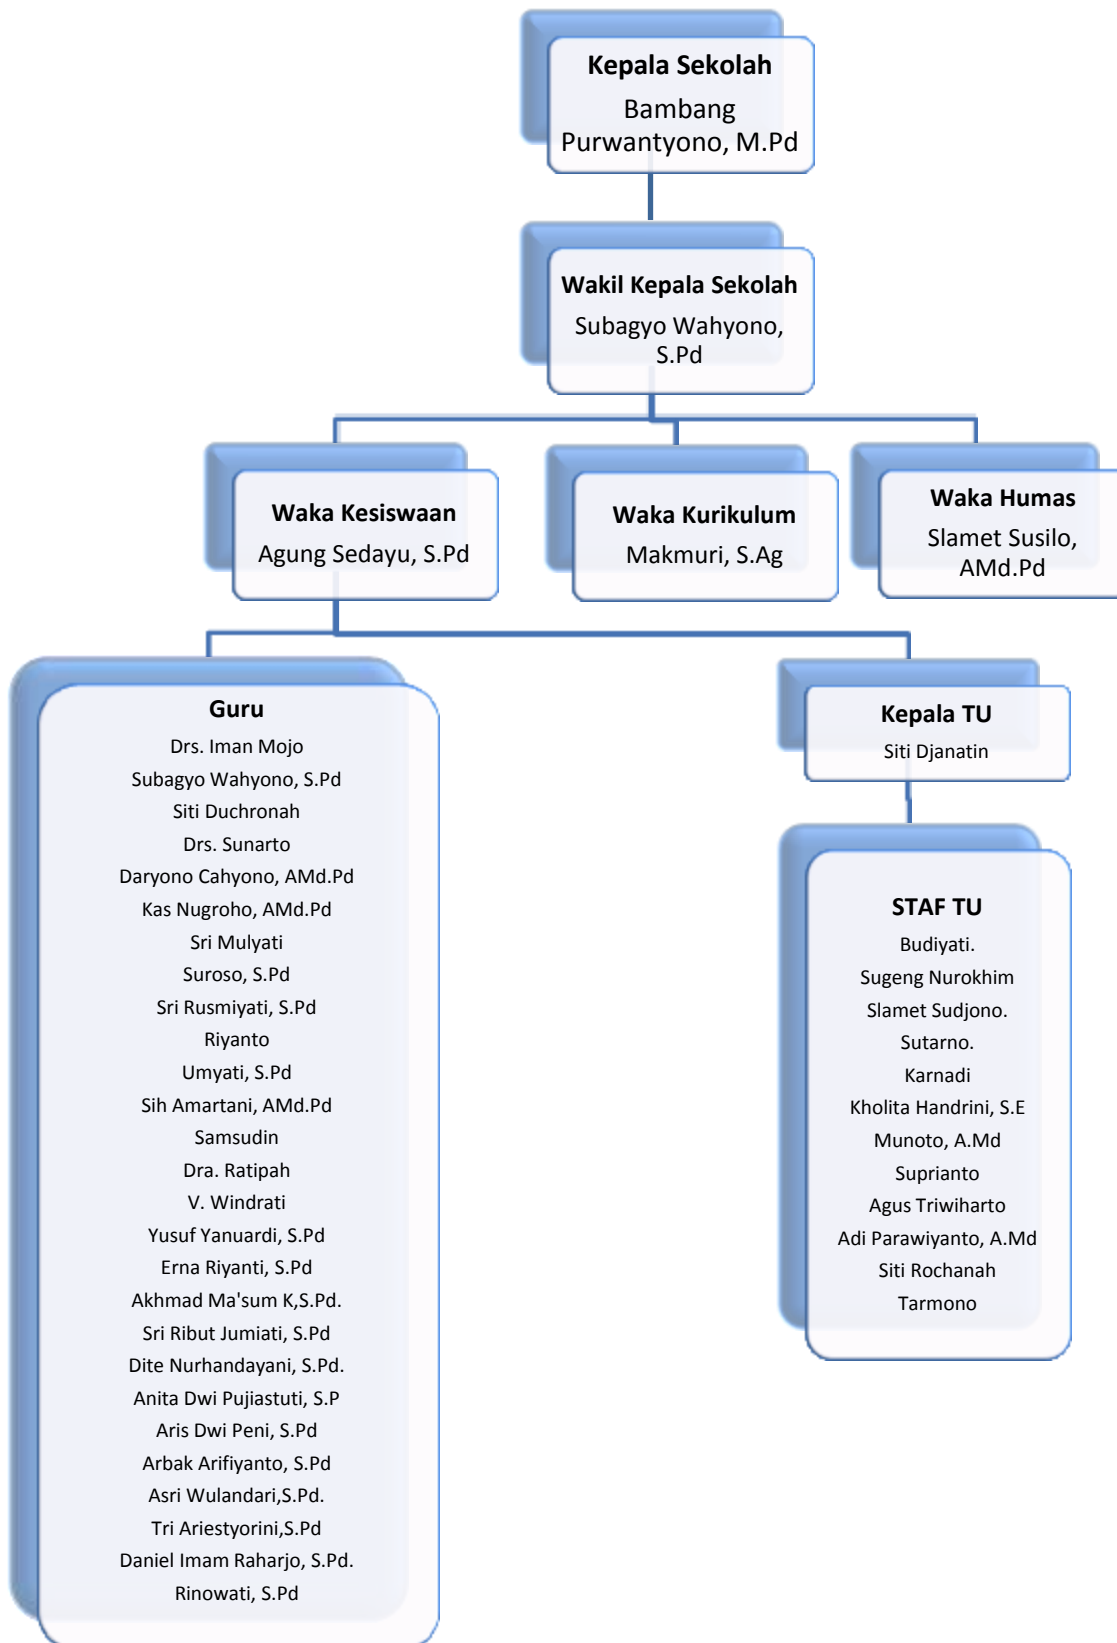 Kepala Sekolah
Bambang
Purwantyono, M.Pd
Wakil Kepala Sekolah
Subagyo Wahyono,
S.Pd
Waka Kesiswaan
Agung Sedayu, S.Pd
Waka Kurikulum
Makmuri, S.Ag
Waka Humas
Slamet Susilo,
AMd.Pd
Guru
Drs. Iman Mojo
Subagyo Wahyono, S.Pd
Siti Duchronah
Drs. Sunarto
Daryono Cahyono, AMd.Pd
Kas Nugroho, AMd.Pd
Sri Mulyati
Suroso, S.Pd
Sri Rusmiyati, S.Pd
Riyanto
Umyati, S.Pd
Sih Amartani, AMd.Pd
Samsudin
Dra. Ratipah
V. Windrati
Yusuf Yanuardi, S.Pd
Erna Riyanti, S.Pd
Akhmad Ma'sum K,S.Pd.
Sri Ribut Jumiati, S.Pd
Dite Nurhandayani, S.Pd.
Anita Dwi Pujiastuti, S.P
Aris Dwi Peni, S.Pd
Arbak Arifiyanto, S.Pd
Asri Wulandari,S.Pd.
Tri Ariestyorini,S.Pd
Daniel Imam Raharjo, S.Pd.
Rinowati, S.Pd
Kepala TU
Siti Djanatin
STAF TU
Budiyati.
Sugeng Nurokhim
Slamet Sudjono.
Sutarno.
Karnadi
Kholita Handrini, S.E
Munoto, A.Md
Suprianto
Agus Triwiharto
Adi Parawiyanto, A.Md
Siti Rochanah
Tarmono